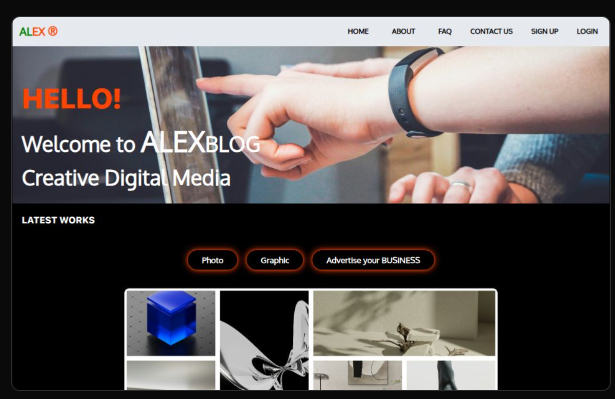 ALEX ®
HOME ABOUT FAQ CONTACT US SIGN UP LOGIN
HELLO!
Welcome to ALEXBLOG
Creative Digital Media
LATEST WORKS
Photo Graphic Advertise your BUSINESS